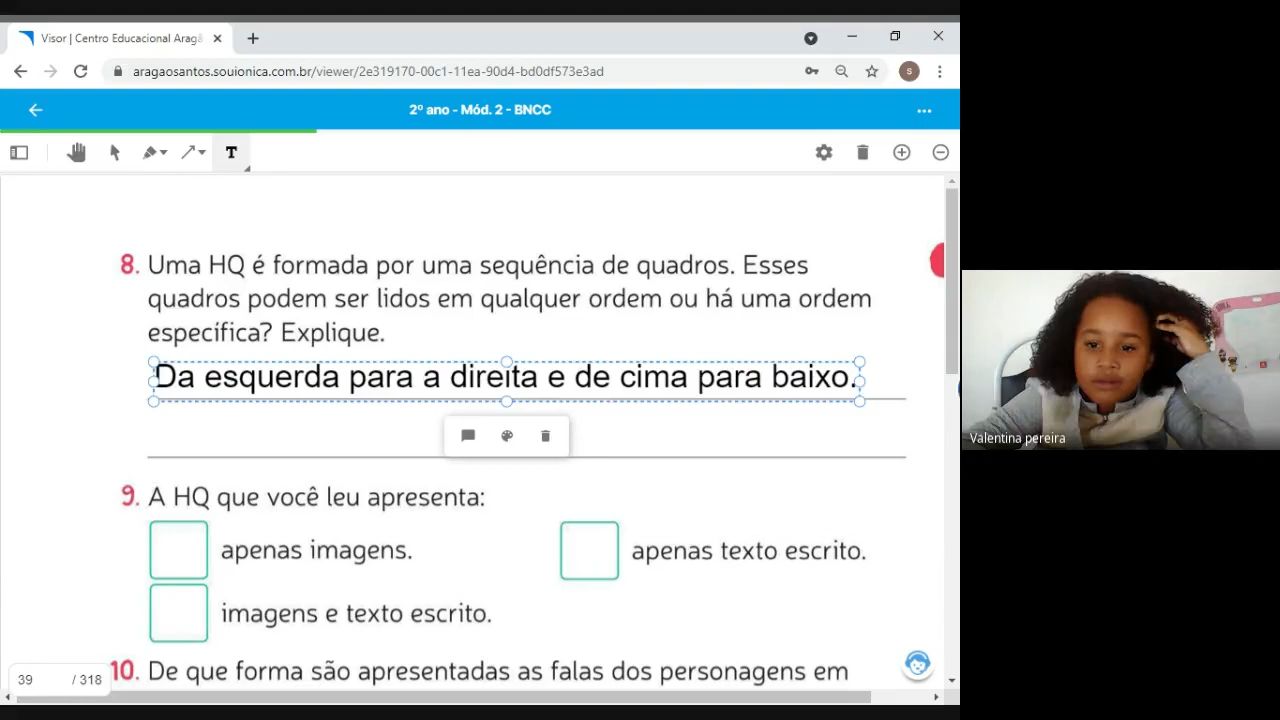 Visor | Centro Educacional Aragã
aragaosantos.souionica.com.br/viewer/2e319170-00c1-11ea-90d4-bd0df573e3ad
S
2º ano - Mód. 2 - BNCC
T
8. Uma HQ é formada por uma sequência de quadros. Esses
quadros podem ser lidos em qualquer ordem ou há uma ordem
específica? Explique.
Da esquerda para a direita e de cima para baixo.
9. A HQ que você leu apresenta:
apenas imagens.
apenas texto escrito.
imagens e texto escrito.
10. De que forma são apresentadas as falas dos personagens em
39 / 318
Valentina pereira